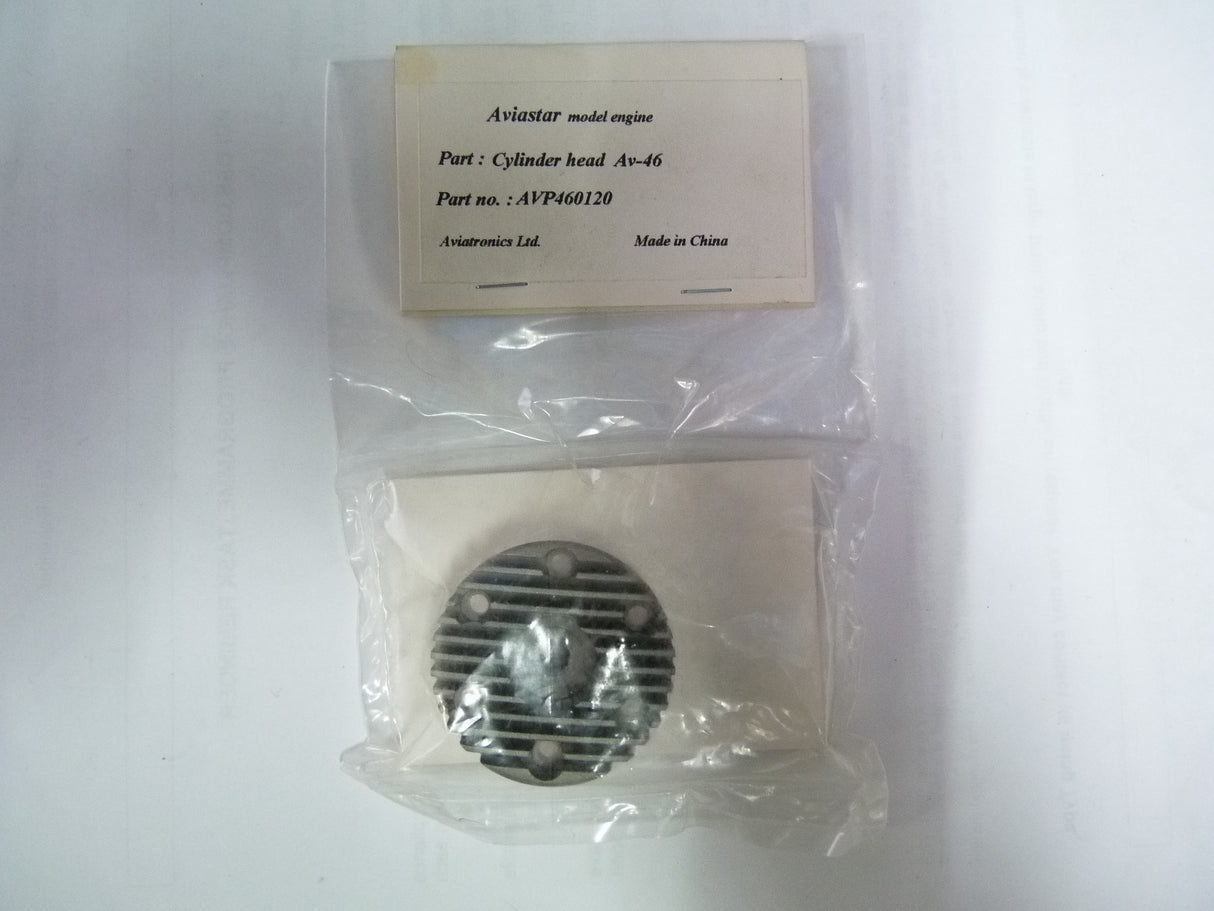 Aviastar model engine
Part : Cylinder head Av-46
Part no. : AVP460120
Aviatronics Ltd. Made in China